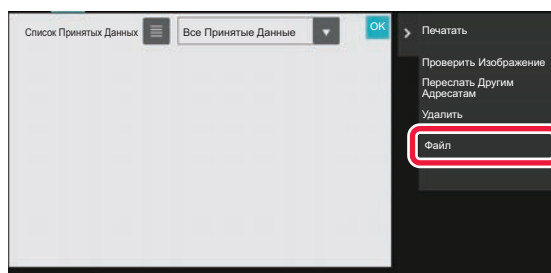 Список Принятых Данных
Все Принятые Данные
OK
Печатать
Проверить Изображение
Переслать Другим
Адресатам
Удалить
Файл